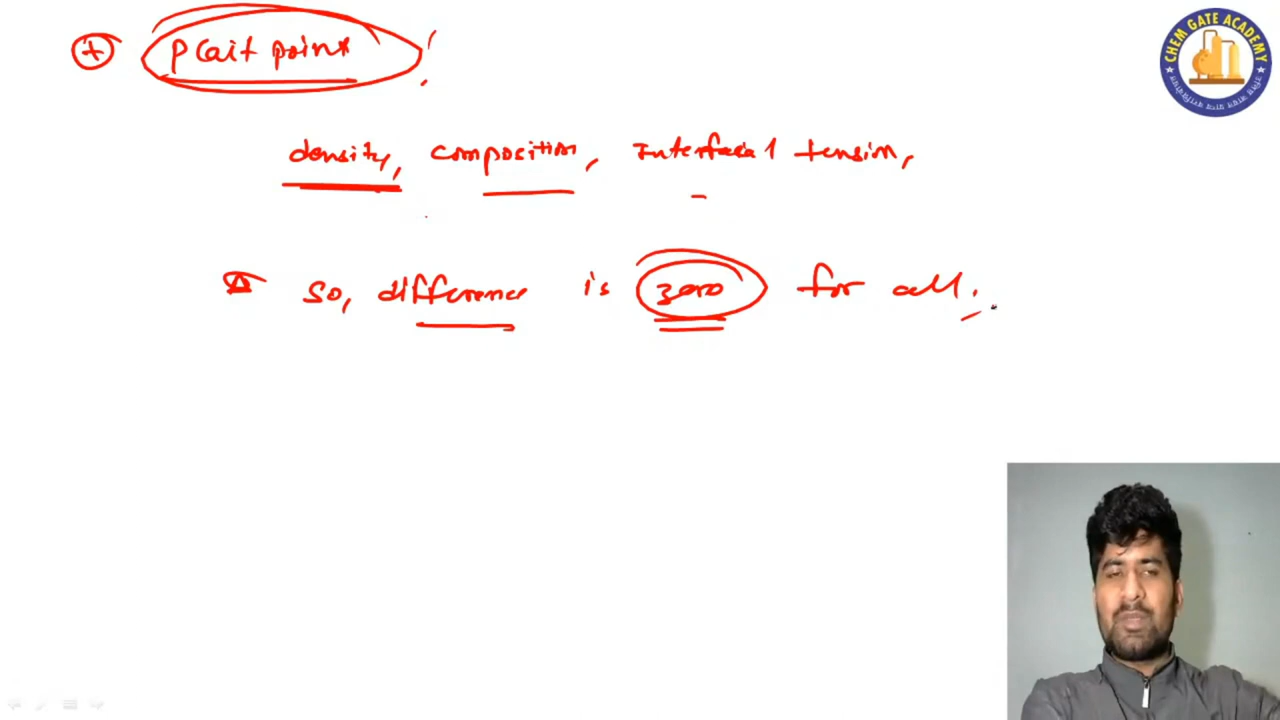 + Plait point !
CHEM GATE ACADEMY
density, composition, Interfacial tension,
so, difference is zero for all.